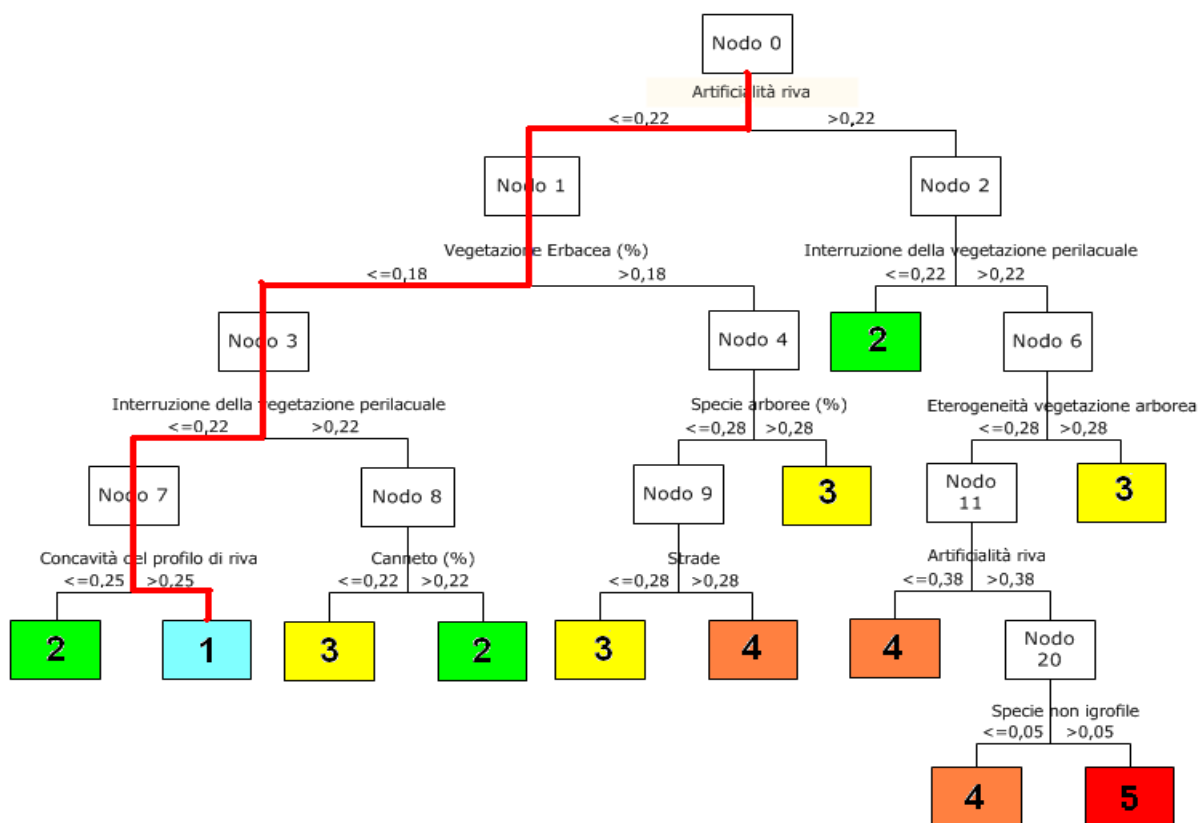 Nodo 0
Artificialità riva
<=0,22 >0,22
Nodo 1 Nodo 2
Vegetazione Erbacea (%) Interruzione della vegetazione perilacuale
<=0,18 >0,18 <=0,22 >0,22
Nodo 3 Nodo 4 2 Nodo 6
Interruzione della vegetazione perilacuale Specie arboree (%) Eterogeneità vegetazione arborea
<=0,22 >0,22 <=0,28 >0,28 <=0,28 >0,28
Nodo 7 Nodo 8 Nodo 9 3 Nodo 3
11
Concavità del profilo di riva Canneto (%) Strade Artificialità riva
<=0,25 >0,25 <=0,22 >0,22 <=0,28 >0,28 <=0,38 >0,38
2 1 3 2 3 4 4 Nodo
20
Specie non igrofile
<=0,05 >0,05
4 5